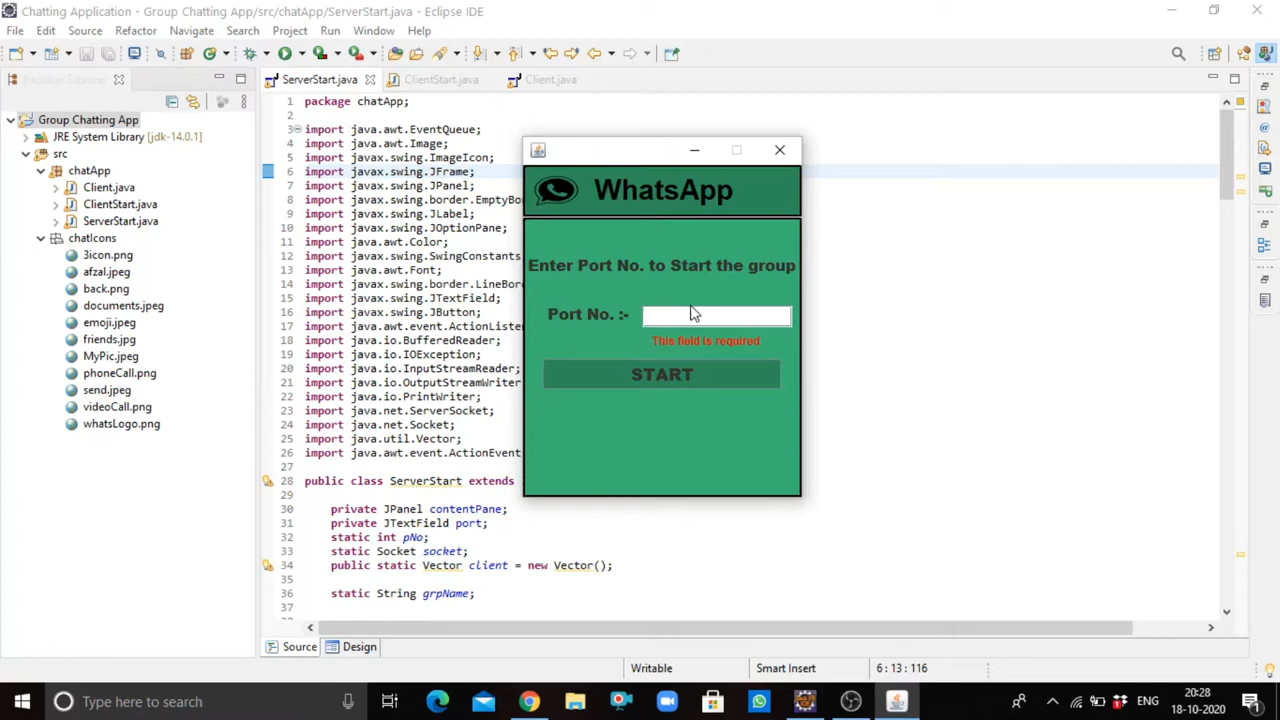 Chatting Application - Group Chatting App/src/chatApp/ServerStart.java - Eclipse IDE
File Edit Source Refactor Navigate Search Project Run Window Help
Package Explorer
ServerStart.java
ClientStart.java
Client.java
Group Chatting App
JRE System Library [jdk-14.0.1]
src
chatApp
Client.java
ClientStart.java
ServerStart.java
chatIcons
3icon.png
afzal.jpeg
back.png
documents.jpeg
emoji.jpeg
friends.jpg
MyPic.jpeg
phoneCall.png
send.jpeg
videoCall.png
whatsLogo.png
1 package chatApp;
2
3 import java.awt.EventQueue;
4 import java.awt.Image;
5 import javax.swing.ImageIcon;
6 import javax.swing.JFrame;
7 import javax.swing.JPanel;
8 import javax.swing.border.EmptyBo
9 import javax.swing.JLabel;
10 import javax.swing.JOptionPane;
11 import java.awt.Color;
12 import javax.swing.SwingConstants
13 import java.awt.Font;
14 import javax.swing.border.LineBor
15 import javax.swing.JTextField;
16 import javax.swing.JButton;
17 import java.awt.event.ActionListe
18 import java.io.BufferedReader;
19 import java.io.IOException;
20 import java.io.InputStreamReader;
21 import java.io.OutputStreamWriter
22 import java.io.PrintWriter;
23 import java.net.ServerSocket;
24 import java.net.Socket;
25 import java.util.Vector;
26 import java.awt.event.ActionEvent
27
28 public class ServerStart extends
29
30 private JPanel contentPane;
31 private JTextField port;
32 static int pNo;
33 static Socket socket;
34 public static Vector client = new Vector();
35
36 static String grpName;
37
WhatsApp
Enter Port No. to Start the group
Port No. :-
This field is required
START
Source Design
Writable Smart Insert 6 : 13 : 116
Type here to search
ENG
20:28
18-10-2020
1